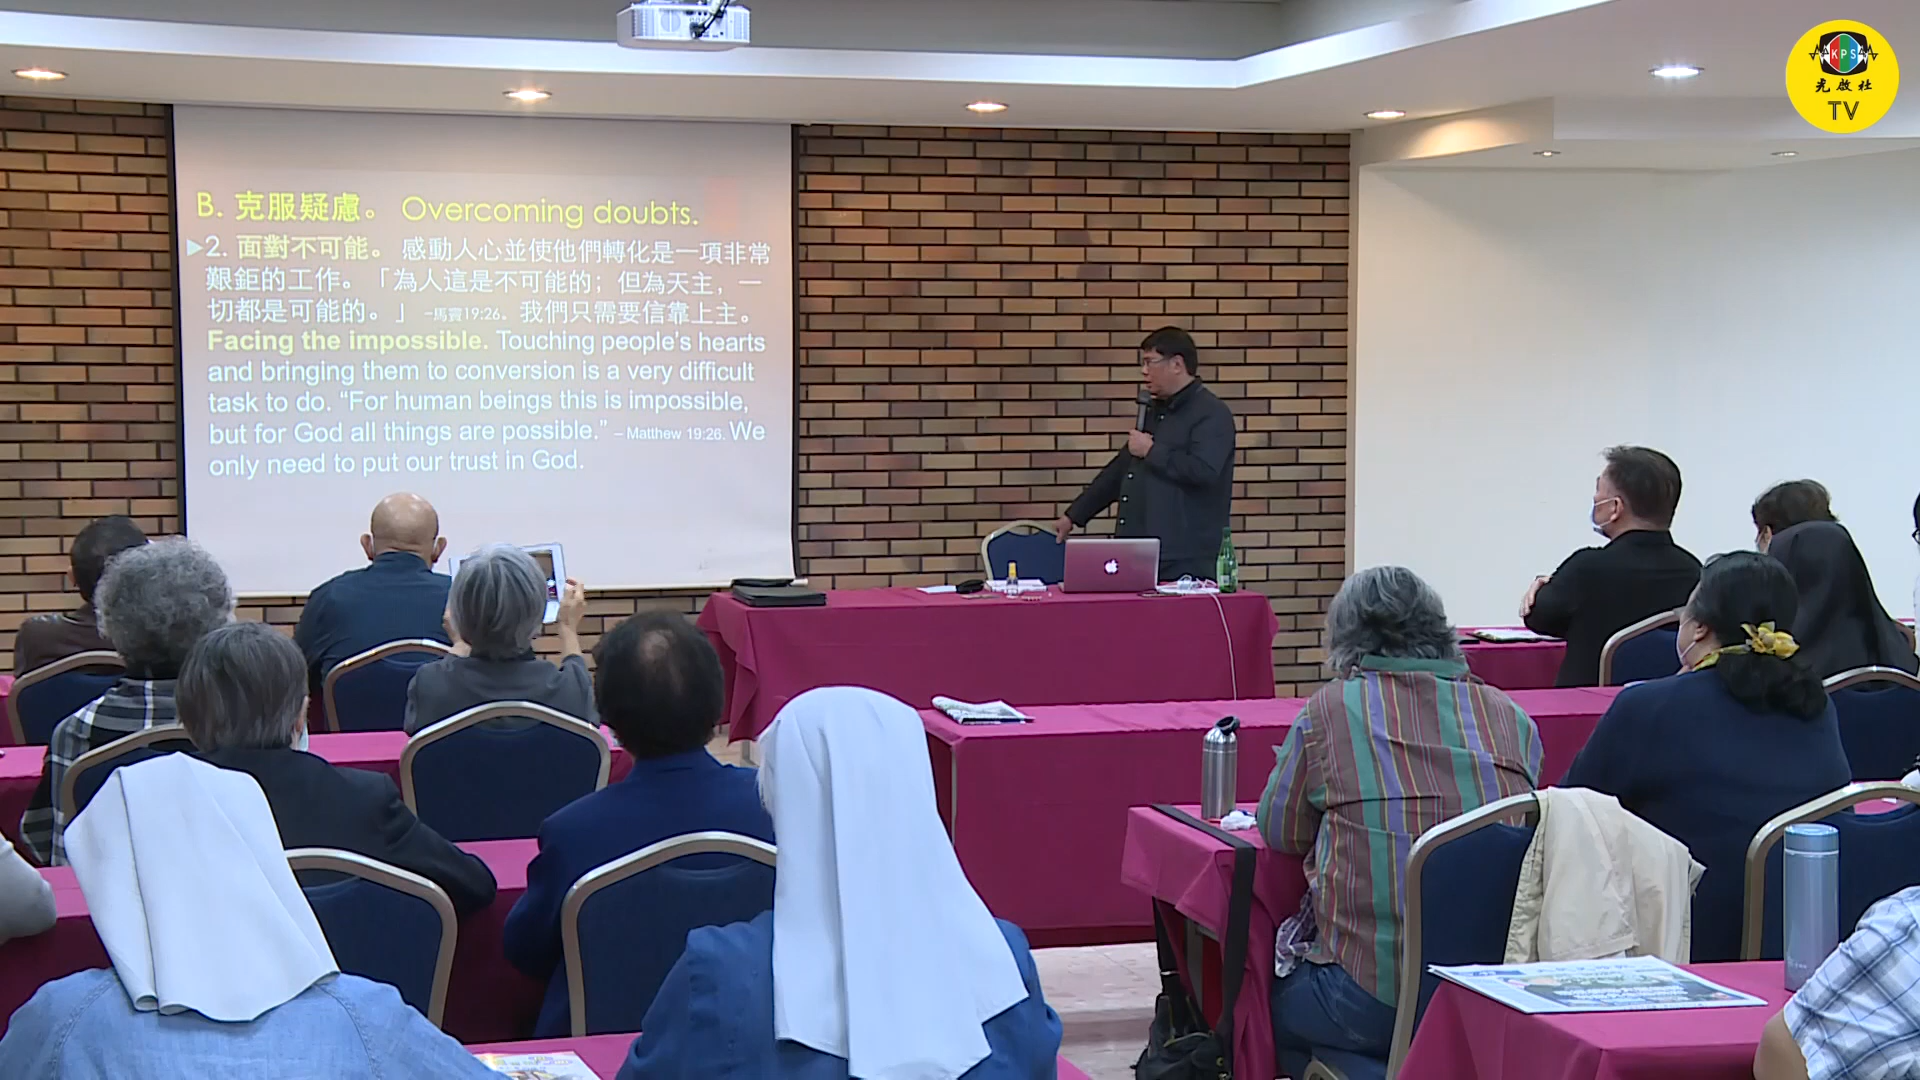 B. 克服疑慮。 Overcoming doubts.
2. 面對不可能。 感動人心並使他們轉化是一項非常
艱鉅的工作。「為人這是不可能的；但為天主，一
切都是可能的。」 –馬竇19:26. 我們只需要信靠上主。
Facing the impossible. Touching people's hearts
and bringing them to conversion is a very difficult
task to do. “For human beings this is impossible,
but for God all things are possible.” – Matthew 19:26. We
only need to put our trust in God.
KPS
光啟社
TV